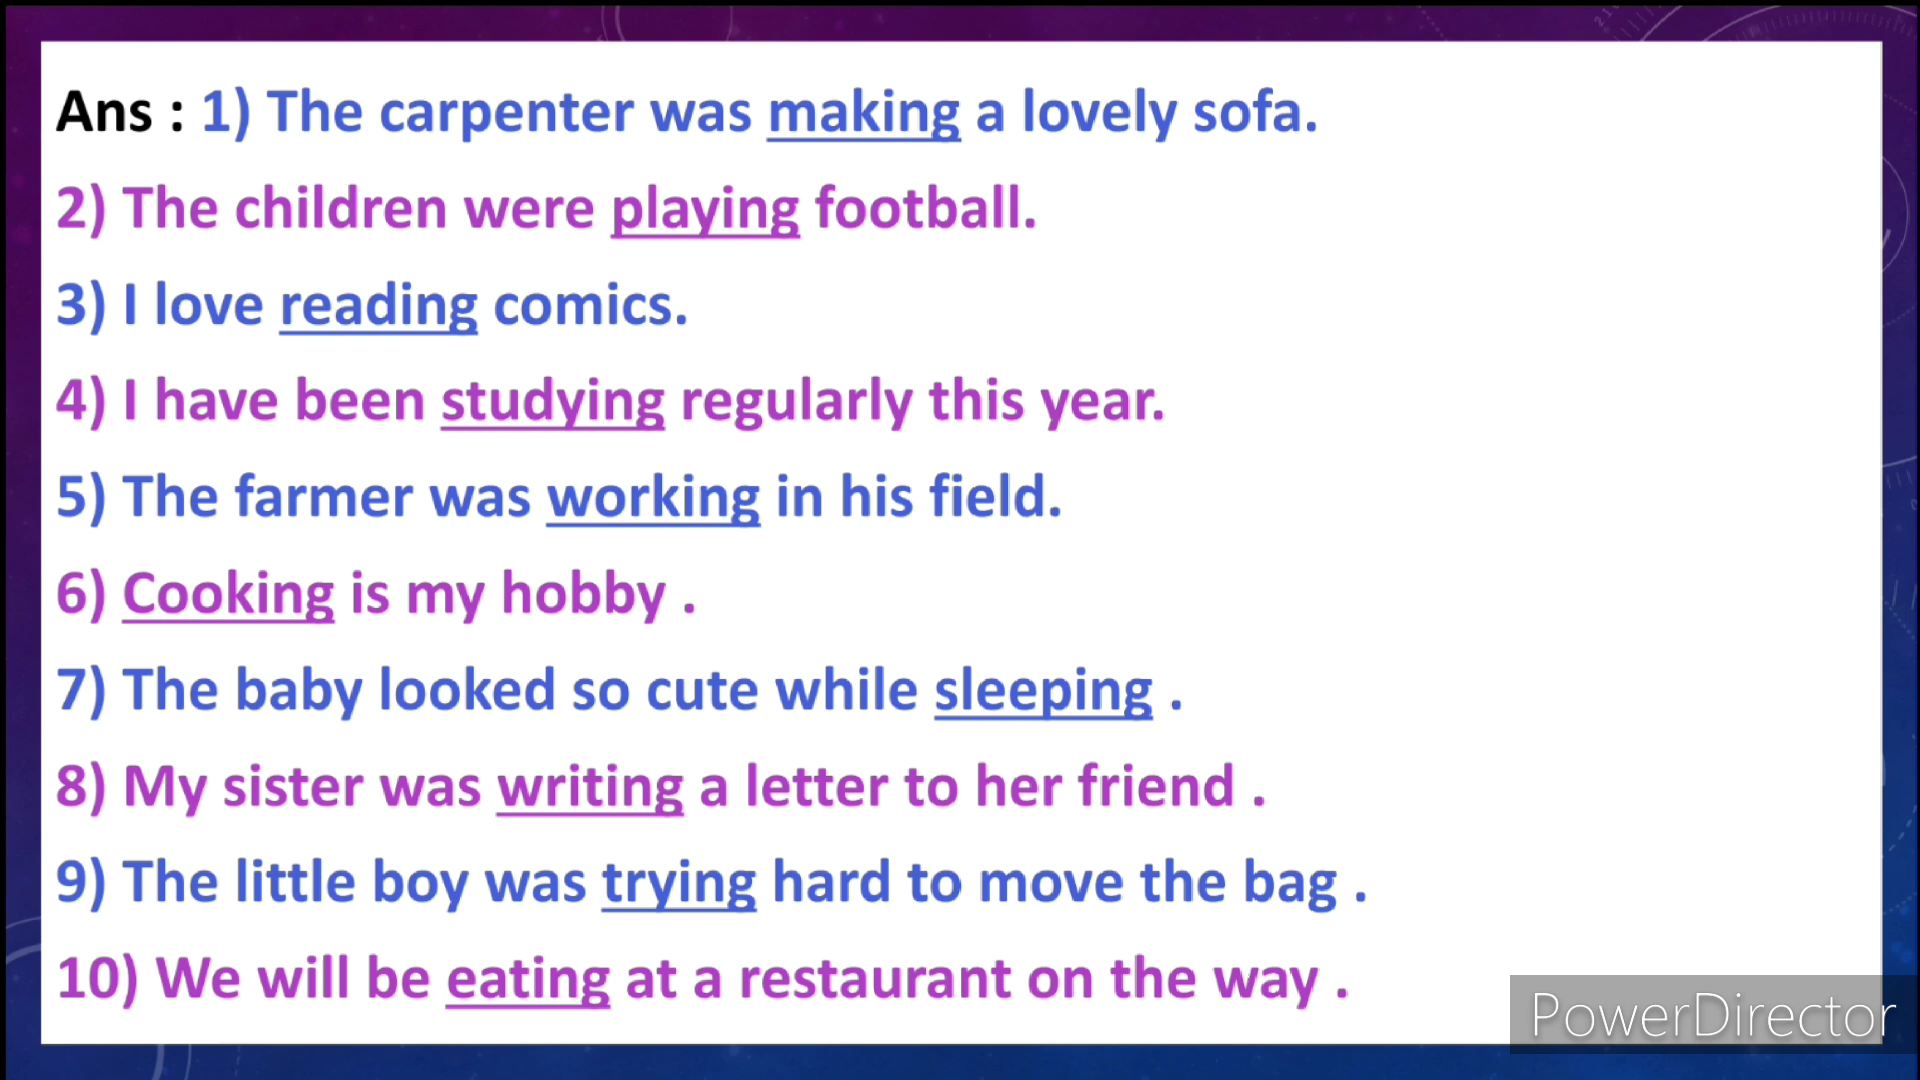 Ans : 1) The carpenter was making a lovely sofa.
2) The children were playing football.
3) I love reading comics.
4) I have been studying regularly this year.
5) The farmer was working in his field.
6) Cooking is my hobby .
7) The baby looked so cute while sleeping .
8) My sister was writing a letter to her friend .
9) The little boy was trying hard to move the bag .
10) We will be eating at a restaurant on the way .
PowerDirector